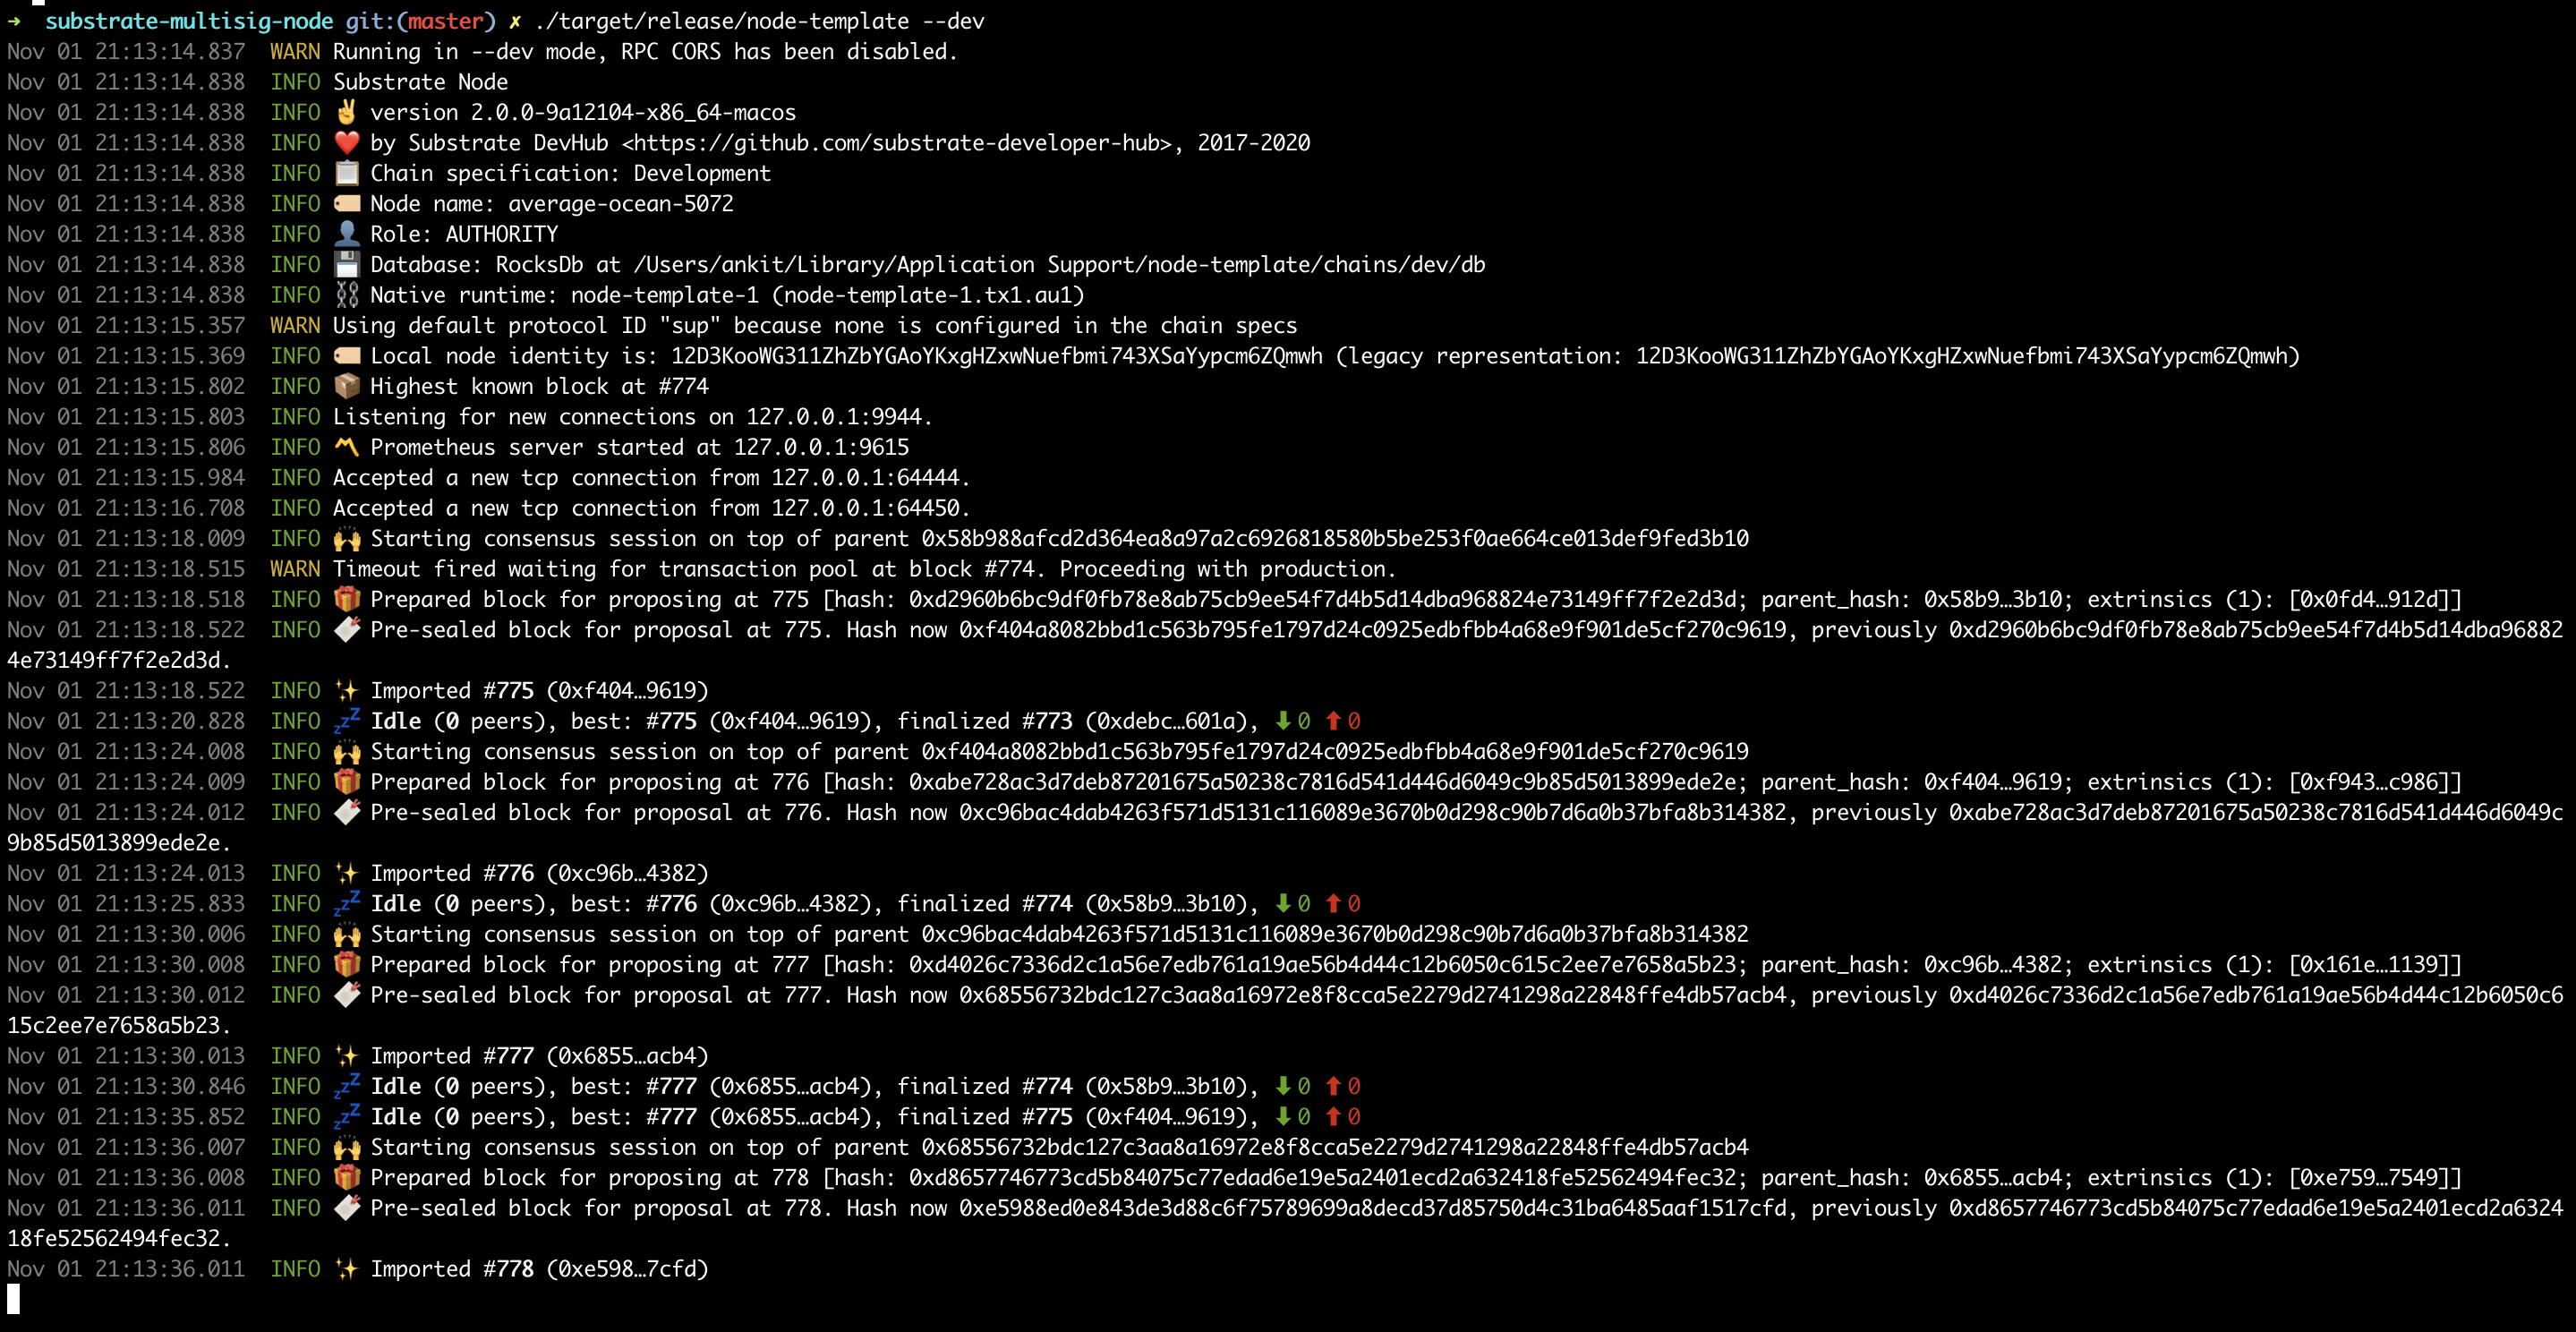 ➜  substrate-multisig-node git:(master) ✗ ./target/release/node-template --dev
Nov 01 21:13:14.837  WARN Running in --dev mode, RPC CORS has been disabled.
Nov 01 21:13:14.838  INFO Substrate Node
Nov 01 21:13:14.838  INFO ✌️ version 2.0.0-9a12104-x86_64-macos
Nov 01 21:13:14.838  INFO ❤️ by Substrate DevHub <https://github.com/substrate-developer-hub>, 2017-2020
Nov 01 21:13:14.838  INFO 📋 Chain specification: Development
Nov 01 21:13:14.838  INFO 🏷 Node name: average-ocean-5072
Nov 01 21:13:14.838  INFO 👤 Role: AUTHORITY
Nov 01 21:13:14.838  INFO 💾 Database: RocksDb at /Users/ankit/Library/Application Support/node-template/chains/dev/db
Nov 01 21:13:14.838  INFO ⛓ Native runtime: node-template-1 (node-template-1.tx1.au1)
Nov 01 21:13:15.357  WARN Using default protocol ID "sup" because none is configured in the chain specs
Nov 01 21:13:15.369  INFO 🏷 Local node identity is: 12D3KooWG311ZhZbYGAoYKxgHZxwNuefbmi743XSaYypcm6ZQmwh (legacy representation: 12D3KooWG311ZhZbYGAoYKxgHZxwNuefbmi743XSaYypcm6ZQmwh)
Nov 01 21:13:15.802  INFO 📦 Highest known block at #774
Nov 01 21:13:15.803  INFO Listening for new connections on 127.0.0.1:9944.
Nov 01 21:13:15.806  INFO 〽️ Prometheus server started at 127.0.0.1:9615
Nov 01 21:13:15.984  INFO Accepted a new tcp connection from 127.0.0.1:64444.
Nov 01 21:13:16.708  INFO Accepted a new tcp connection from 127.0.0.1:64450.
Nov 01 21:13:18.009  INFO 🙌 Starting consensus session on top of parent 0x58b988afcd2d364ea8a97a2c6926818580b5be253f0ae664ce013def9fed3b10
Nov 01 21:13:18.515  WARN Timeout fired waiting for transaction pool at block #774. Proceeding with production.
Nov 01 21:13:18.518  INFO 🎁 Prepared block for proposing at 775 [hash: 0xd2960b6bc9df0fb78e8ab75cb9ee54f7d4b5d14dba968824e73149ff7f2e2d3d; parent_hash: 0x58b9…3b10; extrinsics (1): [0x0fd4…912d]]
Nov 01 21:13:18.522  INFO 🔖 Pre-sealed block for proposal at 775. Hash now 0xf404a8082bbd1c563b795fe1797d24c0925edbfbb4a68e9f901de5cf270c9619, previously 0xd2960b6bc9df0fb78e8ab75cb9ee54f7d4b5d14dba96882
4e73149ff7f2e2d3d.
Nov 01 21:13:18.522  INFO ✨ Imported #775 (0xf404…9619)
Nov 01 21:13:20.828  INFO 💤 Idle (0 peers), best: #775 (0xf404…9619), finalized #773 (0xdebc…601a), ⬇ 0 ⬆ 0
Nov 01 21:13:24.008  INFO 🙌 Starting consensus session on top of parent 0xf404a8082bbd1c563b795fe1797d24c0925edbfbb4a68e9f901de5cf270c9619
Nov 01 21:13:24.009  INFO 🎁 Prepared block for proposing at 776 [hash: 0xabe728ac3d7deb87201675a50238c7816d541d446d6049c9b85d5013899ede2e; parent_hash: 0xf404…9619; extrinsics (1): [0xf943…c986]]
Nov 01 21:13:24.012  INFO 🔖 Pre-sealed block for proposal at 776. Hash now 0xc96bac4dab4263f571d5131c116089e3670b0d298c90b7d6a0b37bfa8b314382, previously 0xabe728ac3d7deb87201675a50238c7816d541d446d6049c
9b85d5013899ede2e.
Nov 01 21:13:24.013  INFO ✨ Imported #776 (0xc96b…4382)
Nov 01 21:13:25.833  INFO 💤 Idle (0 peers), best: #776 (0xc96b…4382), finalized #774 (0x58b9…3b10), ⬇ 0 ⬆ 0
Nov 01 21:13:30.006  INFO 🙌 Starting consensus session on top of parent 0xc96bac4dab4263f571d5131c116089e3670b0d298c90b7d6a0b37bfa8b314382
Nov 01 21:13:30.008  INFO 🎁 Prepared block for proposing at 777 [hash: 0xd4026c7336d2c1a56e7edb761a19ae56b4d44c12b6050c615c2ee7e7658a5b23; parent_hash: 0xc96b…4382; extrinsics (1): [0x161e…1139]]
Nov 01 21:13:30.012  INFO 🔖 Pre-sealed block for proposal at 777. Hash now 0x68556732bdc127c3aa8a16972e8f8cca5e2279d2741298a22848ffe4db57acb4, previously 0xd4026c7336d2c1a56e7edb761a19ae56b4d44c12b6050c6
15c2ee7e7658a5b23.
Nov 01 21:13:30.013  INFO ✨ Imported #777 (0x6855…acb4)
Nov 01 21:13:30.846  INFO 💤 Idle (0 peers), best: #777 (0x6855…acb4), finalized #774 (0x58b9…3b10), ⬇ 0 ⬆ 0
Nov 01 21:13:35.852  INFO 💤 Idle (0 peers), best: #777 (0x6855…acb4), finalized #775 (0xf404…9619), ⬇ 0 ⬆ 0
Nov 01 21:13:36.007  INFO 🙌 Starting consensus session on top of parent 0x68556732bdc127c3aa8a16972e8f8cca5e2279d2741298a22848ffe4db57acb4
Nov 01 21:13:36.008  INFO 🎁 Prepared block for proposing at 778 [hash: 0xd8657746773cd5b84075c77edad6e19e5a2401ecd2a632418fe52562494fec32; parent_hash: 0x6855…acb4; extrinsics (1): [0xe759…7549]]
Nov 01 21:13:36.011  INFO 🔖 Pre-sealed block for proposal at 778. Hash now 0xe5988ed0e843de3d88c6f75789699a8decd37d85750d4c31ba6485aaf1517cfd, previously 0xd8657746773cd5b84075c77edad6e19e5a2401ecd2a6324
18fe52562494fec32.
Nov 01 21:13:36.011  INFO ✨ Imported #778 (0xe598…7cfd)